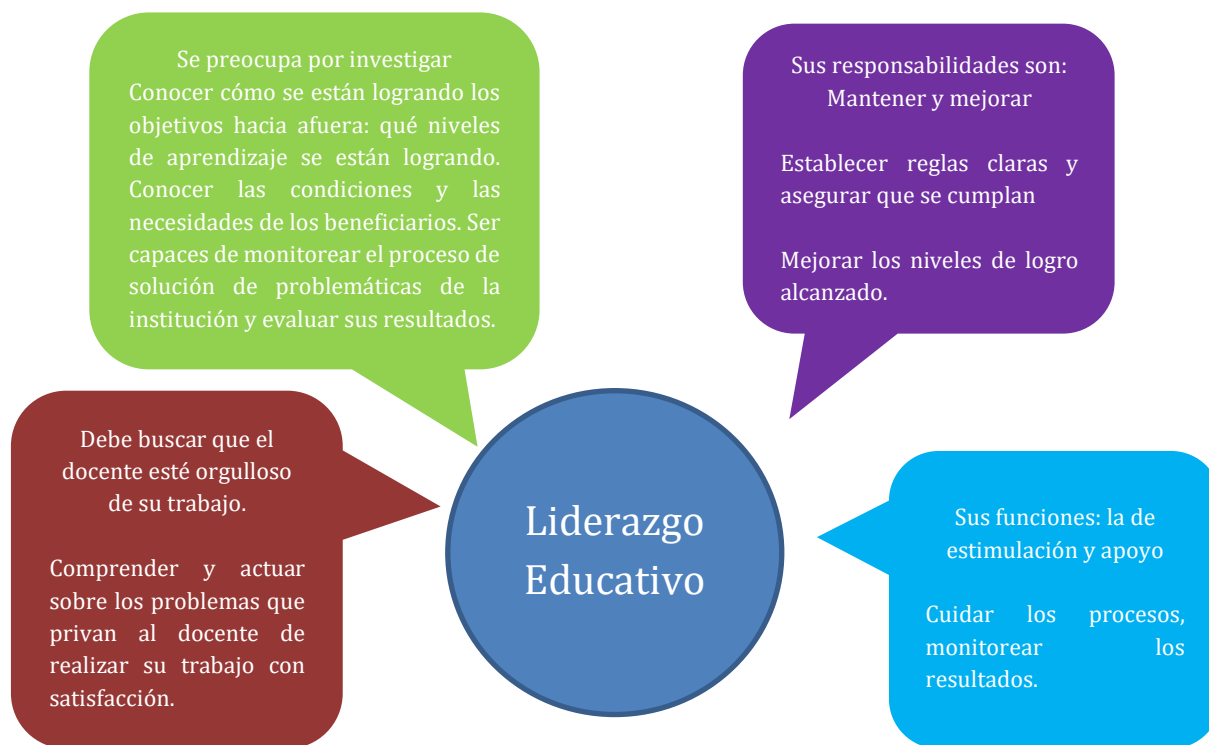 Se preocupa por investigar
Conocer cómo se están logrando los
objetivos hacia afuera: qué niveles
de aprendizaje se están logrando.
Conocer las condiciones y las
necesidades de los beneficiarios. Ser
capaces de monitorear el proceso de
solución de problemáticas de la
institución y evaluar sus resultados.
Sus responsabilidades son:
Mantener y mejorar
Establecer reglas claras y
asegurar que se cumplan
Mejorar los niveles de logro
alcanzado.
Debe buscar que el
docente esté orgulloso
de su trabajo.
Comprender y actuar
sobre los problemas que
privan al docente de
realizar su trabajo con
satisfacción.
Liderazgo
Educativo
Sus funciones: la de
estimulación y apoyo
Cuidar los procesos,
monitorear los
resultados.